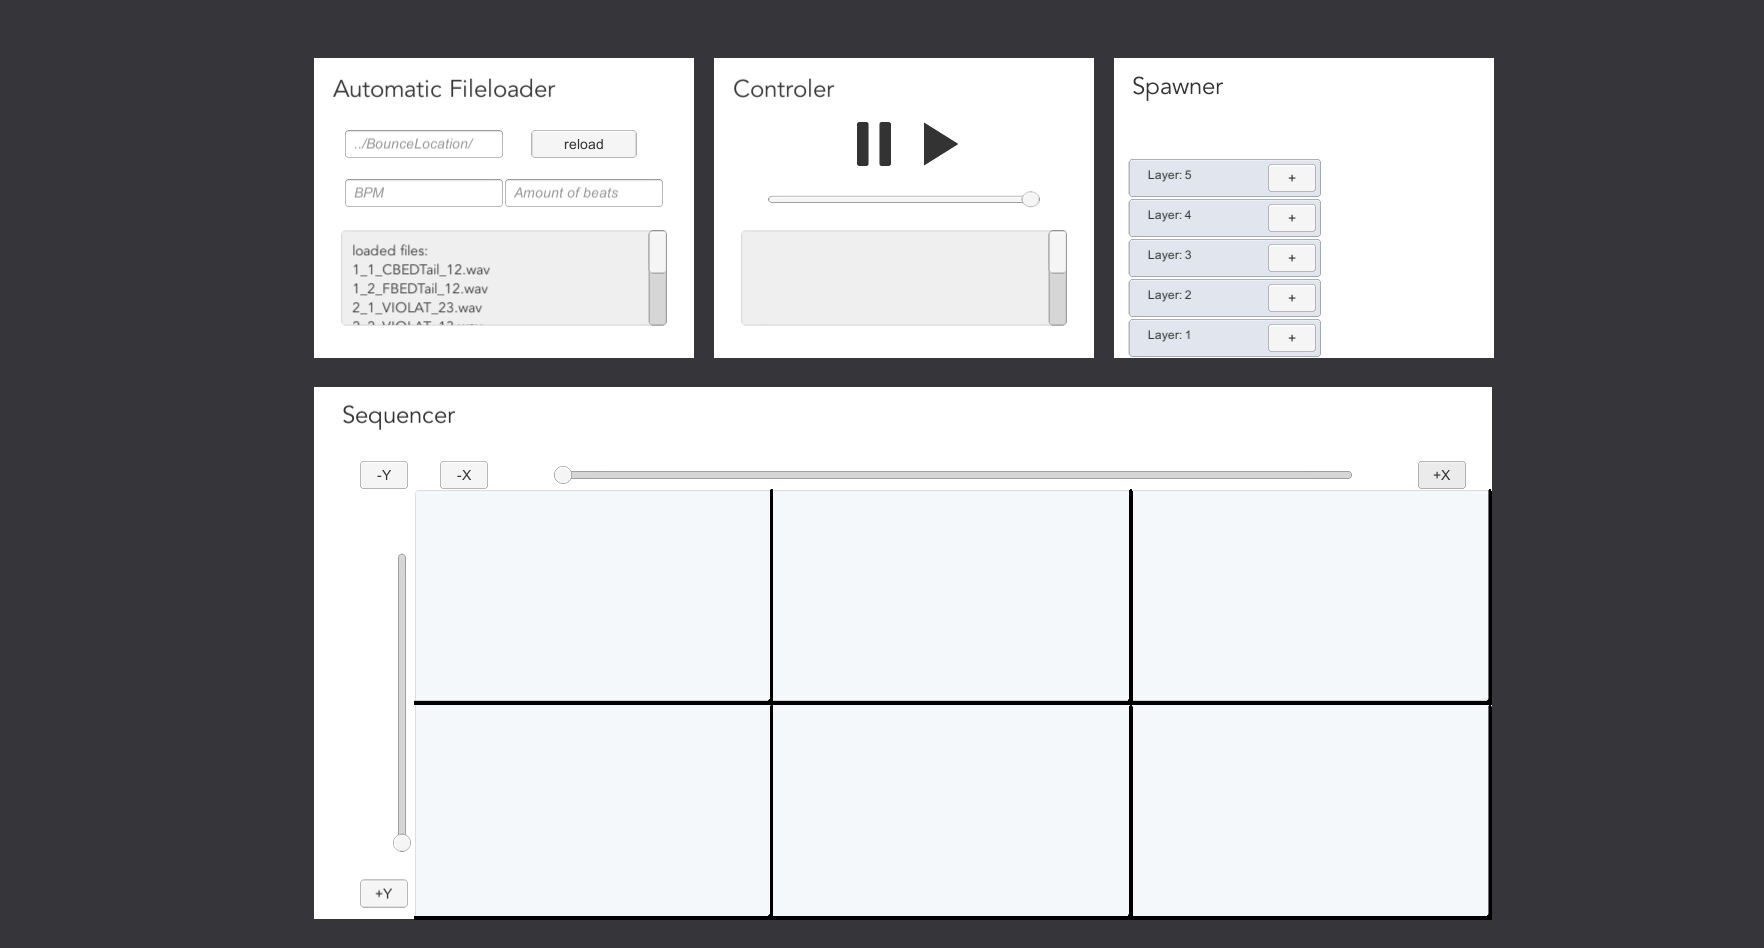 Automatic Fileloader
../BounceLocation/
reload
BPM
Amount of beats
loaded files:
1_1_CBEDTail_12.wav
1_2_FBEDTail_12.wav
2_1_VIOLAT_23.wav
Controler
Spawner
Layer: 5
+
Layer: 4
+
Layer: 3
+
Layer: 2
+
Layer: 1
+
Sequencer
-Y
-X
+X
+Y